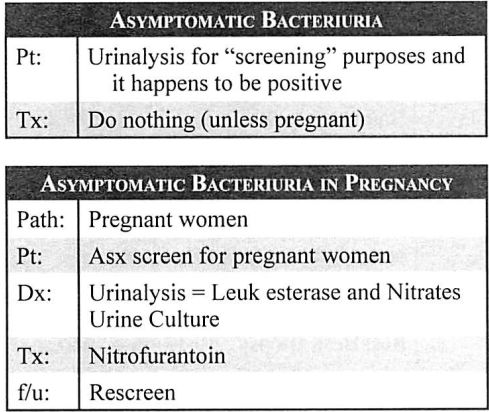 ASYMPTOMATIC BACTERIURIA
Pt: Urinalysis for “screening” purposes and
it happens to be positive
Tx: Do nothing (unless pregnant)
ASYMPTOMATIC BACTERIURIA IN PREGNANCY
Path: Pregnant women
Pt: Asx screen for pregnant women
Dx: Urinalysis = Leuk esterase and Nitrates
Urine Culture
Tx: Nitrofurantoin
f/u: Rescreen